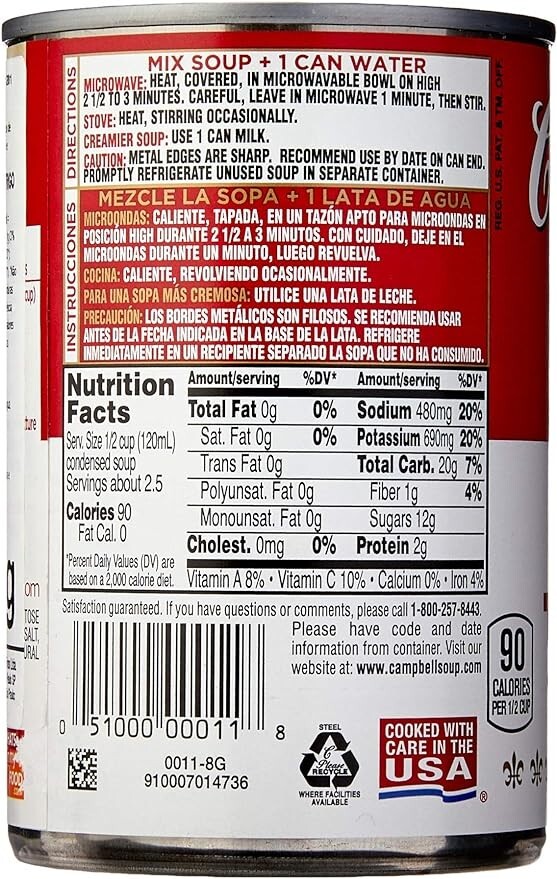 DIRECTIONS
MIX SOUP + 1 CAN WATER
MICROWAVE: HEAT, COVERED, IN MICROWAVABLE BOWL ON HIGH
2 1/2 TO 3 MINUTES. CAREFUL, LEAVE IN MICROWAVE 1 MINUTE, THEN STIR.
STOVE: HEAT, STIRRING OCCASIONALLY.
CREAMIER SOUP: USE 1 CAN MILK.
CAUTION: METAL EDGES ARE SHARP. RECOMMEND USE BY DATE ON CAN END.
PROMPTLY REFRIGERATE UNUSED SOUP IN SEPARATE CONTAINER.
REG. U.S. PAT. & TM. OFF.
INSTRUCCIONES
MEZCLE LA SOPA + 1 LATA DE AGUA
MICROONDAS: CALIENTE, TAPADA, EN UN TAZÓN APTO PARA MICROONDAS EN
POSICIÓN HIGH DURANTE 2 1/2 A 3 MINUTOS. CON CUIDADO, DEJE EN EL
MICROONDAS DURANTE UN MINUTO, LUEGO REVUELVA.
COCINA: CALIENTE, REVOLVIENDO OCASIONALMENTE.
PARA UNA SOPA MÁS CREMOSA: UTILICE UNA LATA DE LECHE.
PRECAUCIÓN: LOS BORDES METÁLICOS SON FILOSOS. SE RECOMIENDA USAR
ANTES DE LA FECHA INDICADA EN LA BASE DE LA LATA. REFRIGERE
INMEDIATAMENTE EN UN RECIPIENTE SEPARADO LA SOPA QUE NO HA CONSUMIDO.
Nutrition
Facts
Serv. Size 1/2 cup (120mL)
condensed soup
Servings about 2.5
Calories 90
Fat Cal. 0
*Percent Daily Values (DV) are
based on a 2,000 calorie diet.
Amount/serving %DV* Amount/serving %DV*
Total Fat 0g 0% Sodium 480mg 20%
Sat. Fat 0g 0% Potassium 690mg 20%
Trans Fat 0g Total Carb. 20g 7%
Polyunsat. Fat 0g Fiber 1g 4%
Monounsat. Fat 0g Sugars 12g
Cholest. 0mg 0% Protein 2g
Vitamin A 8% • Vitamin C 10% • Calcium 0% • Iron 4%
Satisfaction guaranteed. If you have questions or comments, please call 1-800-257-8443.
Please have code and date
information from container. Visit our
website at: www.campbellsoup.com
90
CALORIES
PER 1/2 CUP
0 51000 00011 8
0011-8G
910007014736
STEEL
Please
RECYCLE
WHERE FACILITIES
AVAILABLE
COOKED WITH
CARE IN THE
USA
®